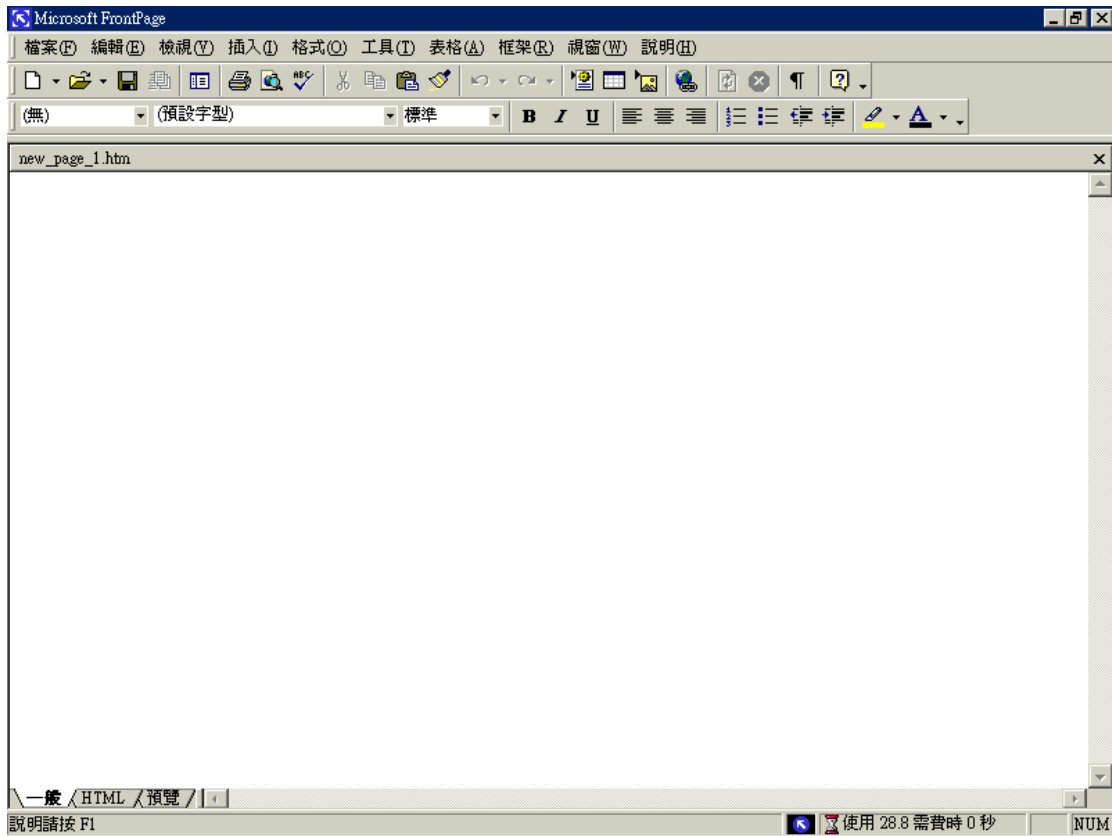 Microsoft FrontPage
檔案(F) 編輯(E) 檢視(V) 插入(I) 格式(O) 工具(T) 表格(A) 框架(R) 視窗(W) 說明(H)
ABC
(無) (預設字型) 標準 B I U A
new_page_1.htm
一般 HTML 預覽
說明請按 F1 使用 28.8 需費時 0 秒 NUM